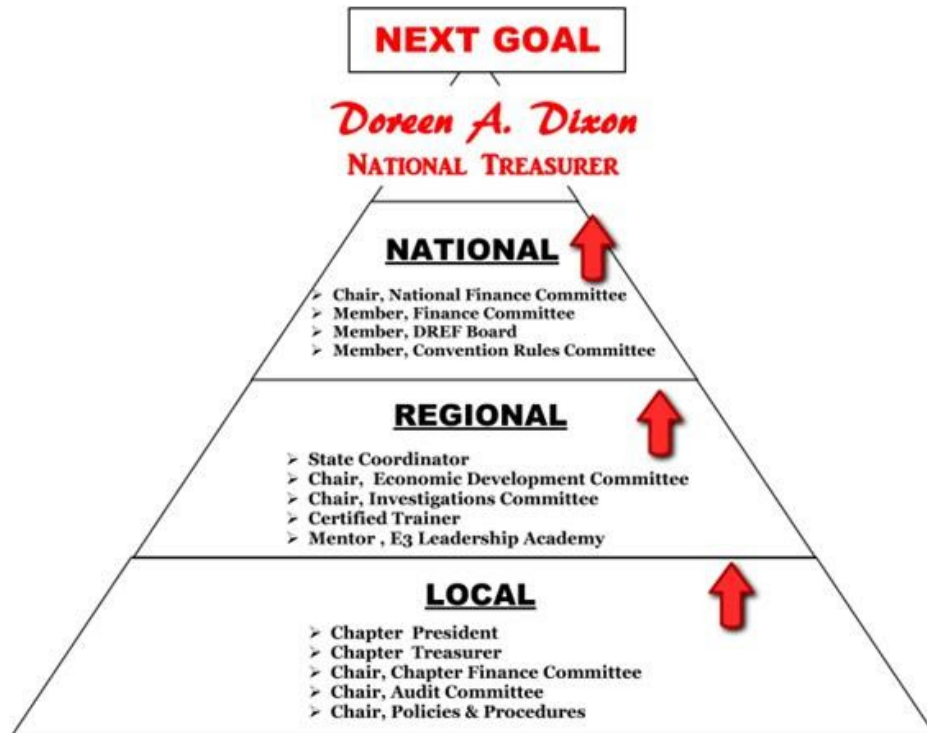 NEXT GOAL
Doreen A. Dixon
NATIONAL TREASURER
NATIONAL
➢ Chair, National Finance Committee
➢ Member, Finance Committee
➢ Member, DREF Board
➢ Member, Convention Rules Committee
REGIONAL
➢ State Coordinator
➢ Chair, Economic Development Committee
➢ Chair, Investigations Committee
➢ Certified Trainer
➢ Mentor , E3 Leadership Academy
LOCAL
➢ Chapter President
➢ Chapter Treasurer
➢ Chair, Chapter Finance Committee
➢ Chair, Audit Committee
➢ Chair, Policies & Procedures